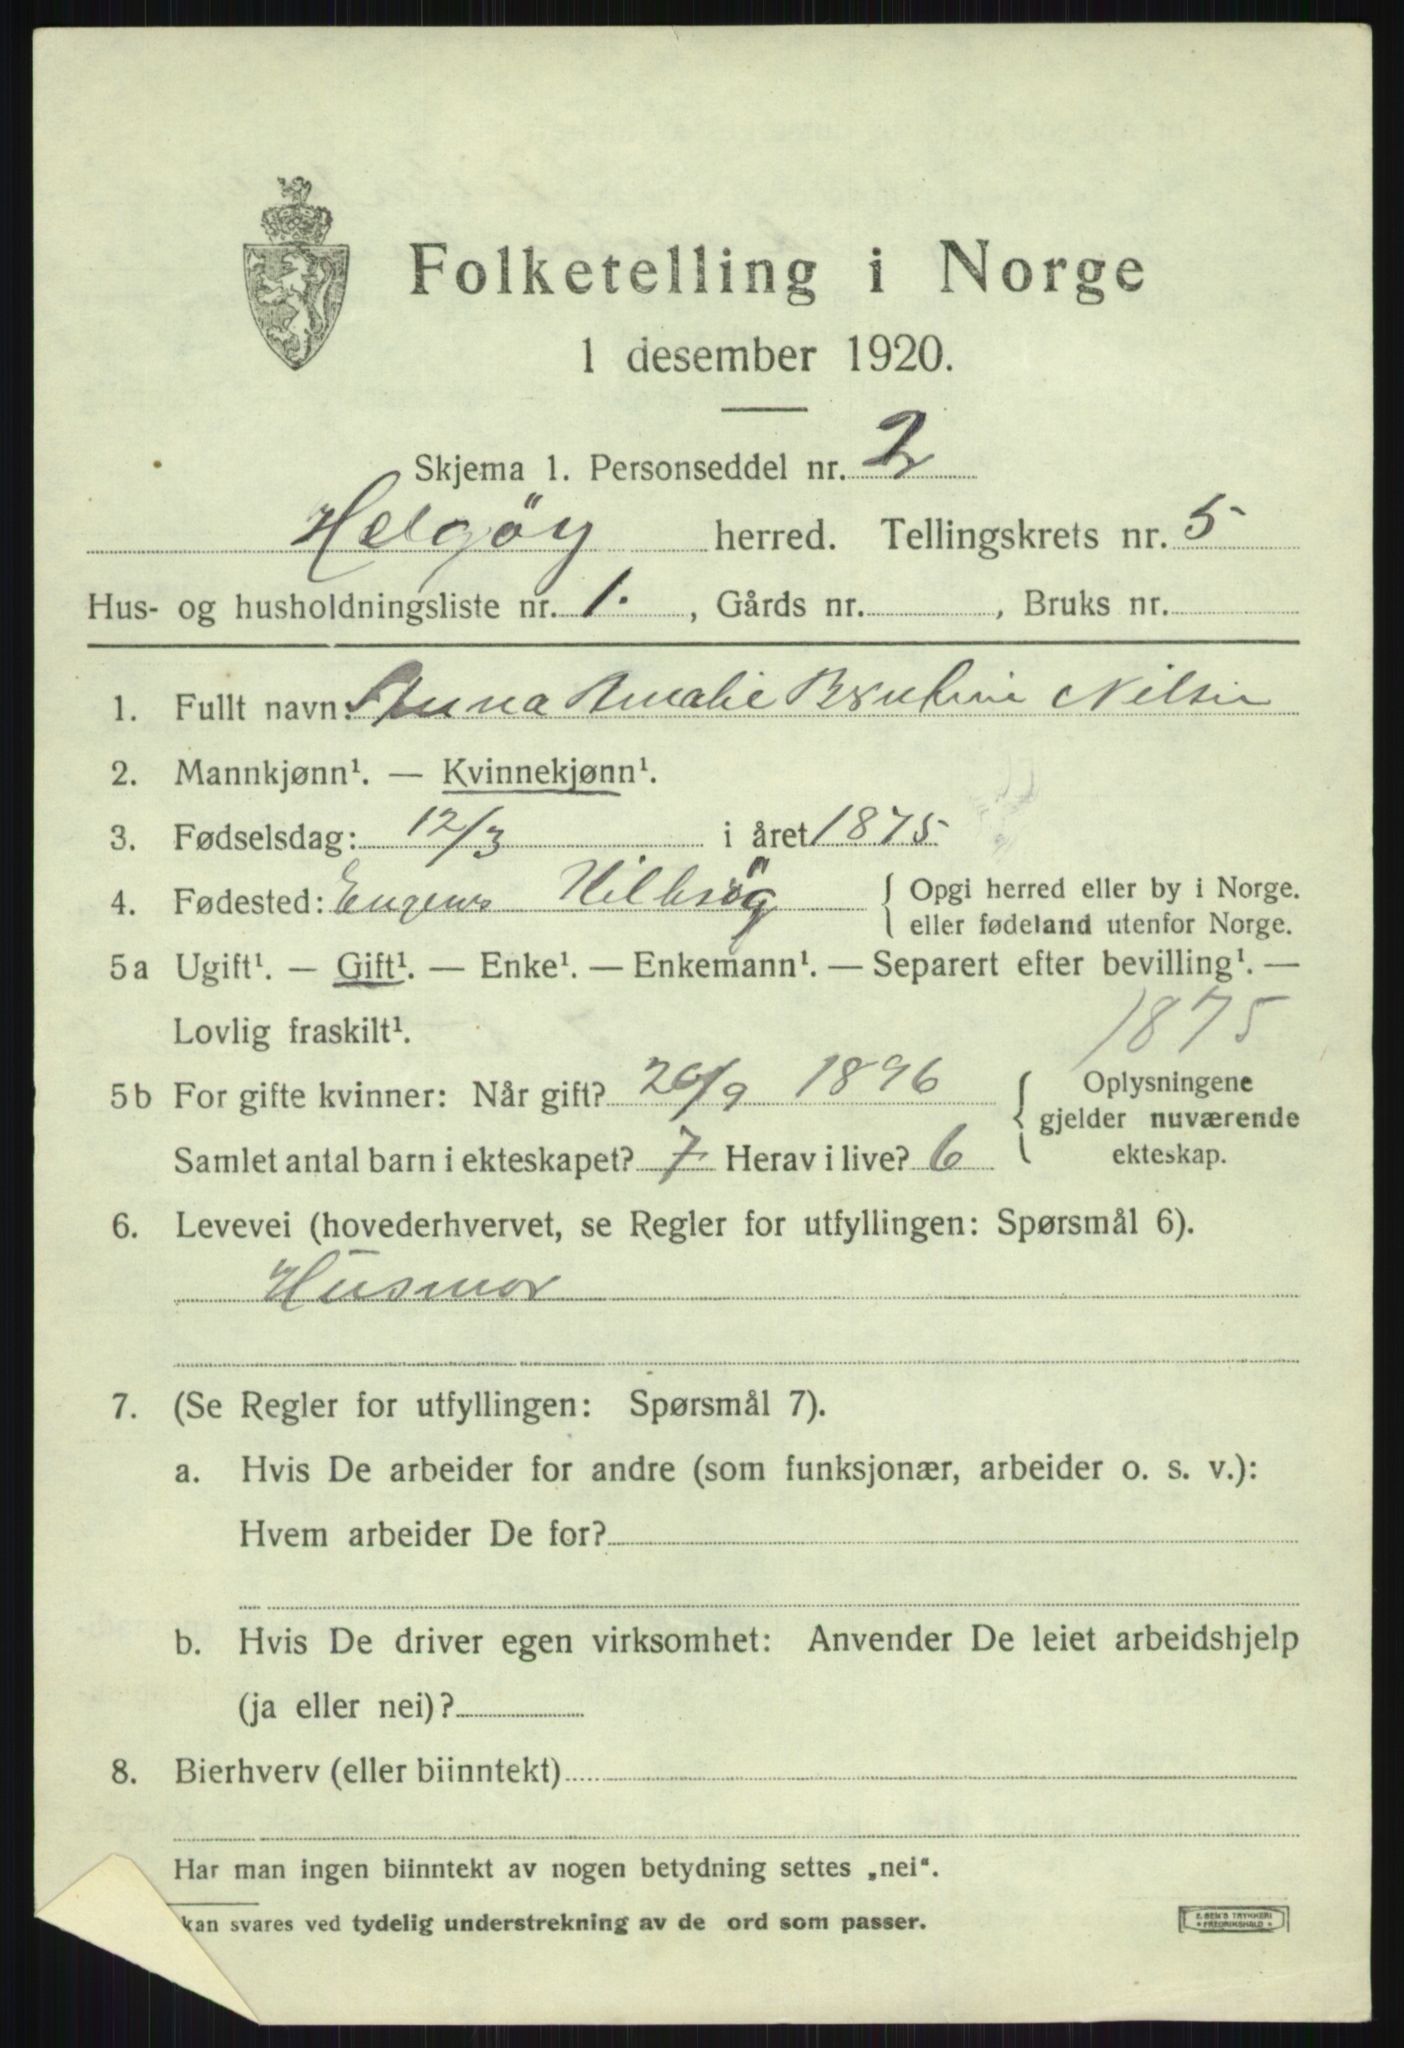 Folketelling i Norge
1 desember 1920.
Skjema 1. Personseddel nr. 2
Helgöy herred. Tellingskrets nr. 5
Hus- og husholdningsliste nr. 1. , Gårds nr. , Bruks nr.
1. Fullt navn: Anna Amalie Nilsen
2. Mannkjønn¹. — Kvinnekjønn¹.
3. Fødselsdag: 12/3 i året 1875
4. Fødested: { Opgi herred eller by i Norge.
eller fødeland utenfor Norge.
5a Ugift¹. — Gift¹. — Enke¹. — Enkemann¹. — Separert efter bevilling¹. —
Lovlig fraskilt¹. 1875
5b For gifte kvinner: Når gift? 20/9 1896 { Oplysningene
gjelder nuværende
Samlet antal barn i ekteskapet? 7 Herav i live? 6 ekteskap.
6. Levevei (hovederhvervet, se Regler for utfyllingen: Spørsmål 6).
Husmor
7. (Se Regler for utfyllingen: Spørsmål 7).
a. Hvis De arbeider for andre (som funksjonær, arbeider o. s. v.):
Hvem arbeider De for?
b. Hvis De driver egen virksomhet: Anvender De leiet arbeidshjelp
(ja eller nei)?
8. Bierhverv (eller biinntekt)
Har man ingen biinntekt av nogen betydning settes „nei“.
kan svares ved tydelig understrekning av de ord som passer.
E. SEM'S TRYKKERI
FREDRIKSHALD